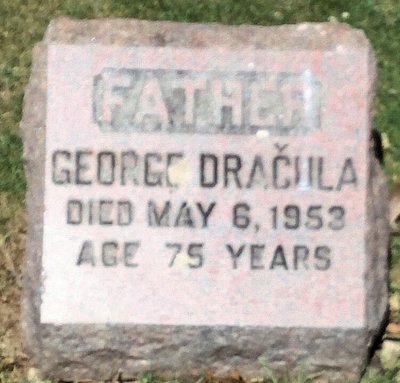 FATHER
GEORGE DRAČULA
DIED MAY 6, 1953
AGE 75 YEARS